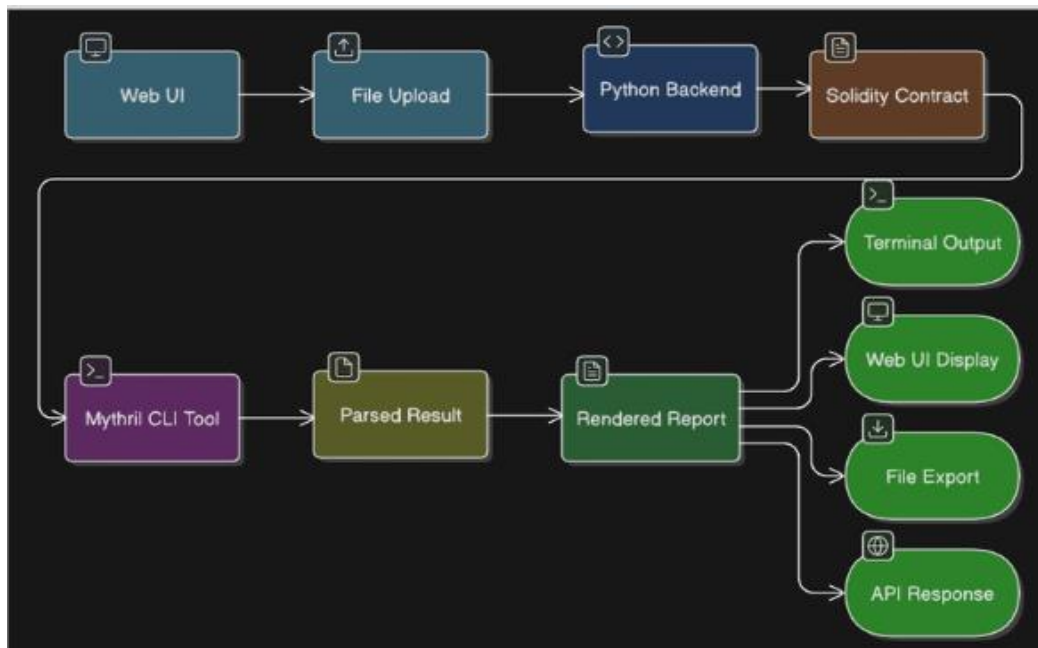 Web UI
File Upload
Python Backend
Solidity Contract
Terminal Output
Web UI Display
Mythril CLI Tool
Parsed Result
Rendered Report
File Export
API Response